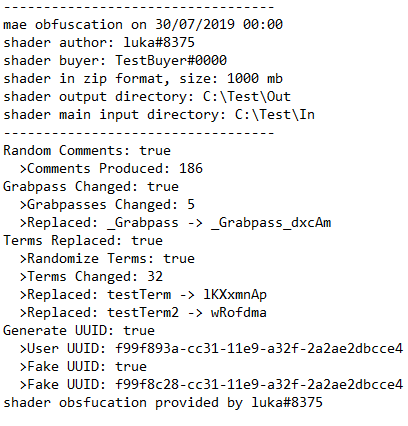 ----------------------------------
mae obfuscation on 30/07/2019 00:00
shader author: luka#8375
shader buyer: TestBuyer#0000
shader in zip format, size: 1000 mb
shader output directory: C:\Test\Out
shader main input directory: C:\Test\In
----------------------------------
Random Comments: true
  >Comments Produced: 186
Grabpass Changed: true
  >Grabpasses Changed: 5
  >Replaced: _Grabpass -> _Grabpass_dxcAm
Terms Replaced: true
  >Randomize Terms: true
  >Terms Changed: 32
  >Replaced: testTerm -> lKXxmnAp
  >Replaced: testTerm2 -> wRofdma
Generate UUID: true
  >User UUID: f99f893a-cc31-11e9-a32f-2a2ae2dbcce4
  >Fake UUID: true
  >Fake UUID: f99f8c28-cc31-11e9-a32f-2a2ae2dbcce4
shader obsfucation provided by luka#8375